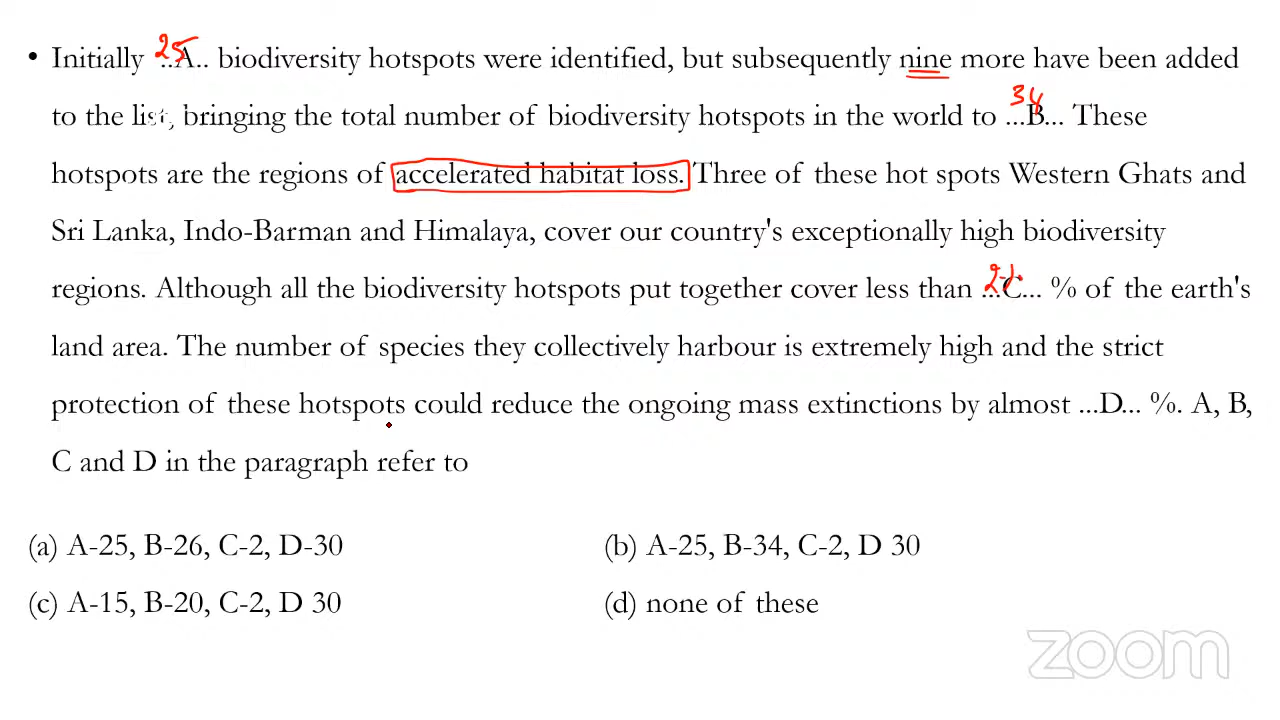 • Initially ..A.. biodiversity hotspots were identified, but subsequently nine more have been added
25
to the list, bringing the total number of biodiversity hotspots in the world to ...B... These
34
hotspots are the regions of accelerated habitat loss. Three of these hot spots Western Ghats and
Sri Lanka, Indo-Barman and Himalaya, cover our country's exceptionally high biodiversity
regions. Although all the biodiversity hotspots put together cover less than ...C... % of the earth's
2%
land area. The number of species they collectively harbour is extremely high and the strict
protection of these hotspots could reduce the ongoing mass extinctions by almost ...D... %. A, B,
C and D in the paragraph refer to
(a) A-25, B-26, C-2, D-30
(b) A-25, B-34, C-2, D 30
(c) A-15, B-20, C-2, D 30
(d) none of these
zoom